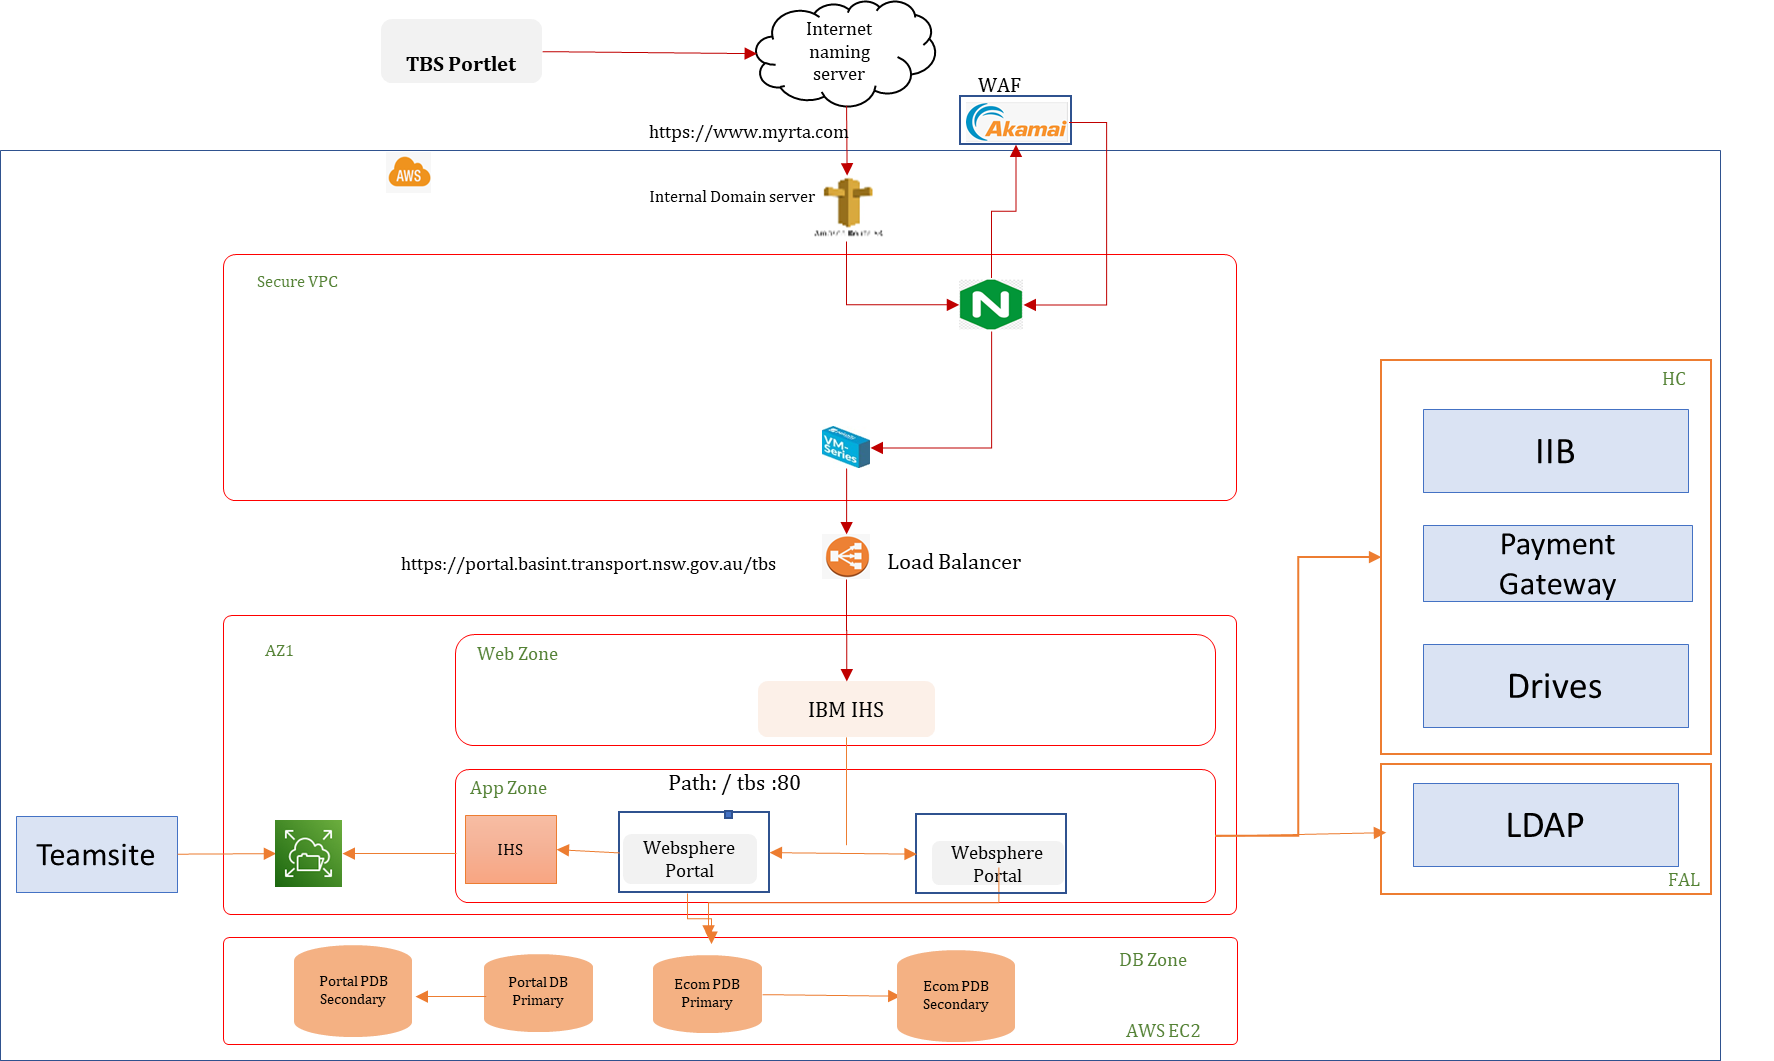 TBS Portlet
Internet
naming
server
WAF
Akamai
https://www.myrta.com
AWS
Internal Domain server
Secure VPC
N
VM-
Series
https://portal.basint.transport.nsw.gov.au/tbs
Load Balancer
HC
IIB
Payment
Gateway
Drives
AZ1
Web Zone
IBM IHS
App Zone
Path: / tbs :80
Teamsite
IHS
Websphere
Portal
Websphere
Portal
LDAP
FAL
DB Zone
Portal PDB
Secondary
Portal DB
Primary
Ecom PDB
Primary
Ecom PDB
Secondary
AWS EC2